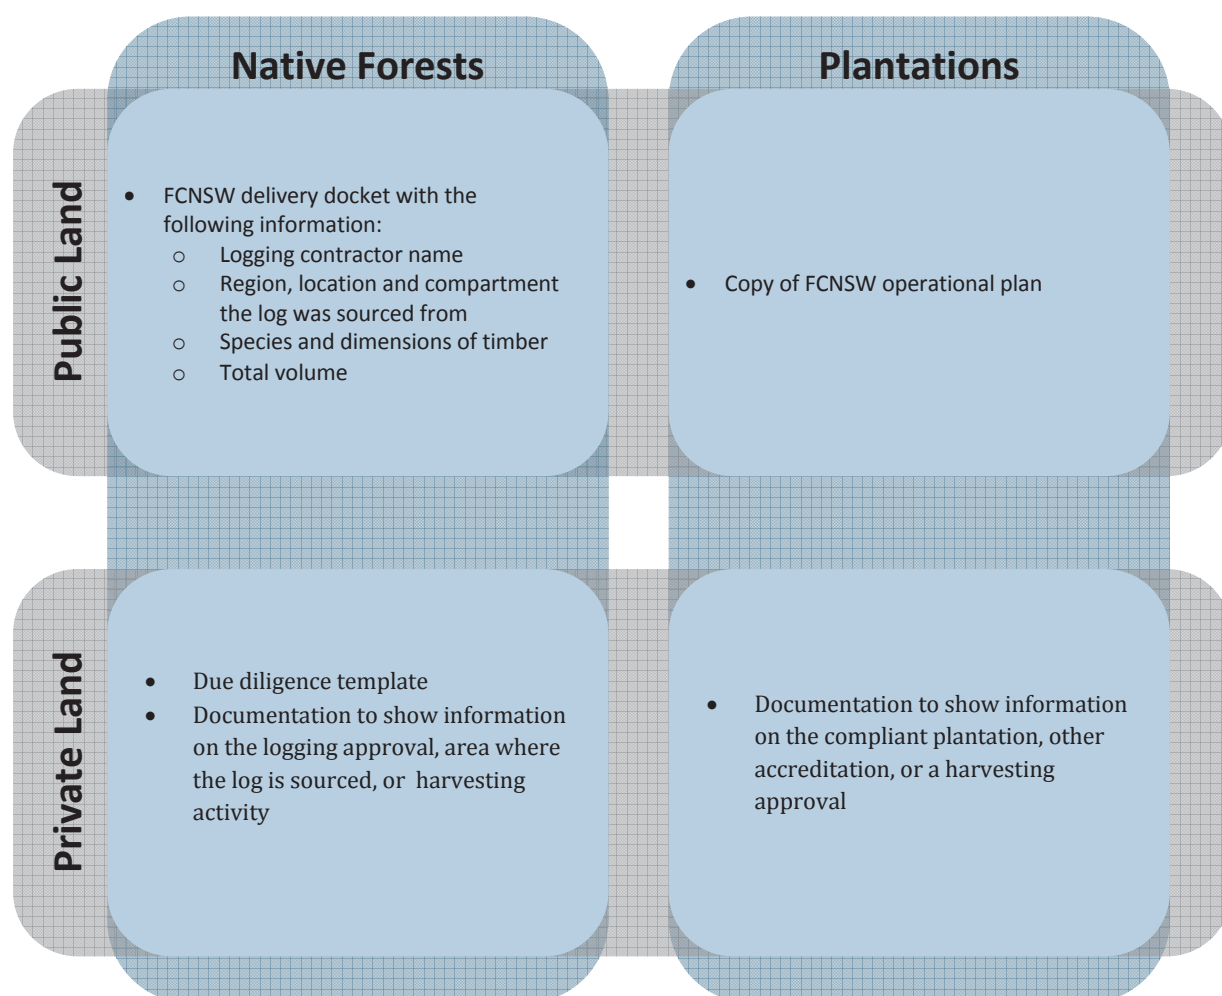 Native Forests
Plantations
Public Land
• FCNSW delivery docket with the
following information:
o Logging contractor name
o Region, location and compartment
the log was sourced from
o Species and dimensions of timber
o Total volume
• Copy of FCNSW operational plan
Private Land
• Due diligence template
• Documentation to show information
on the logging approval, area where
the log is sourced, or  harvesting
activity
• Documentation to show information
on the compliant plantation, other
accreditation, or a harvesting
approval